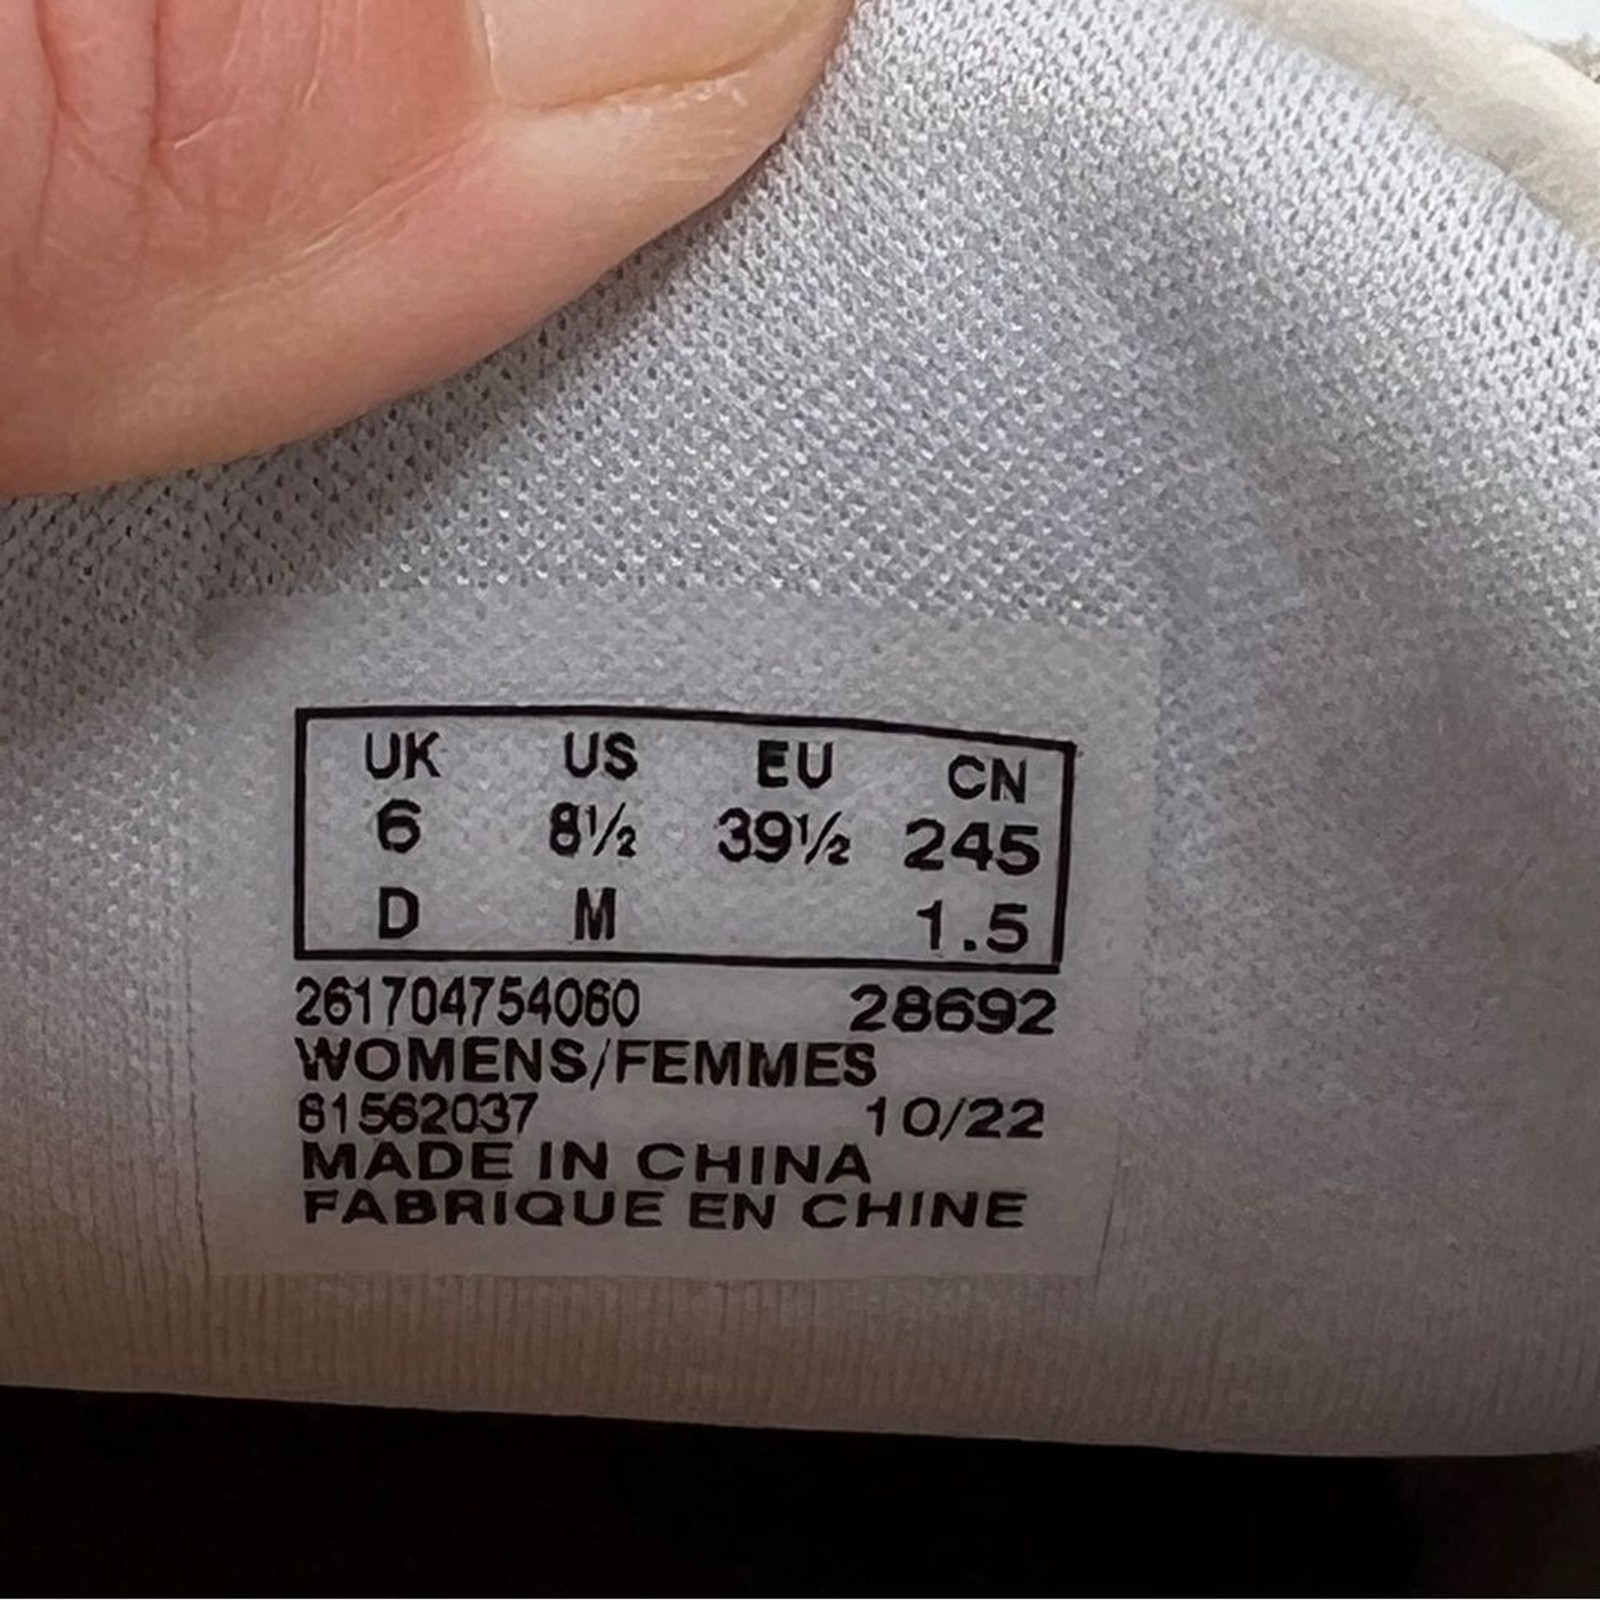 UK US EU CN
6 8½ 39½ 245
D M 1.5
261704754060 28692
WOMENS/FEMMES
61562037 10/22
MADE IN CHINA
FABRIQUE EN CHINE